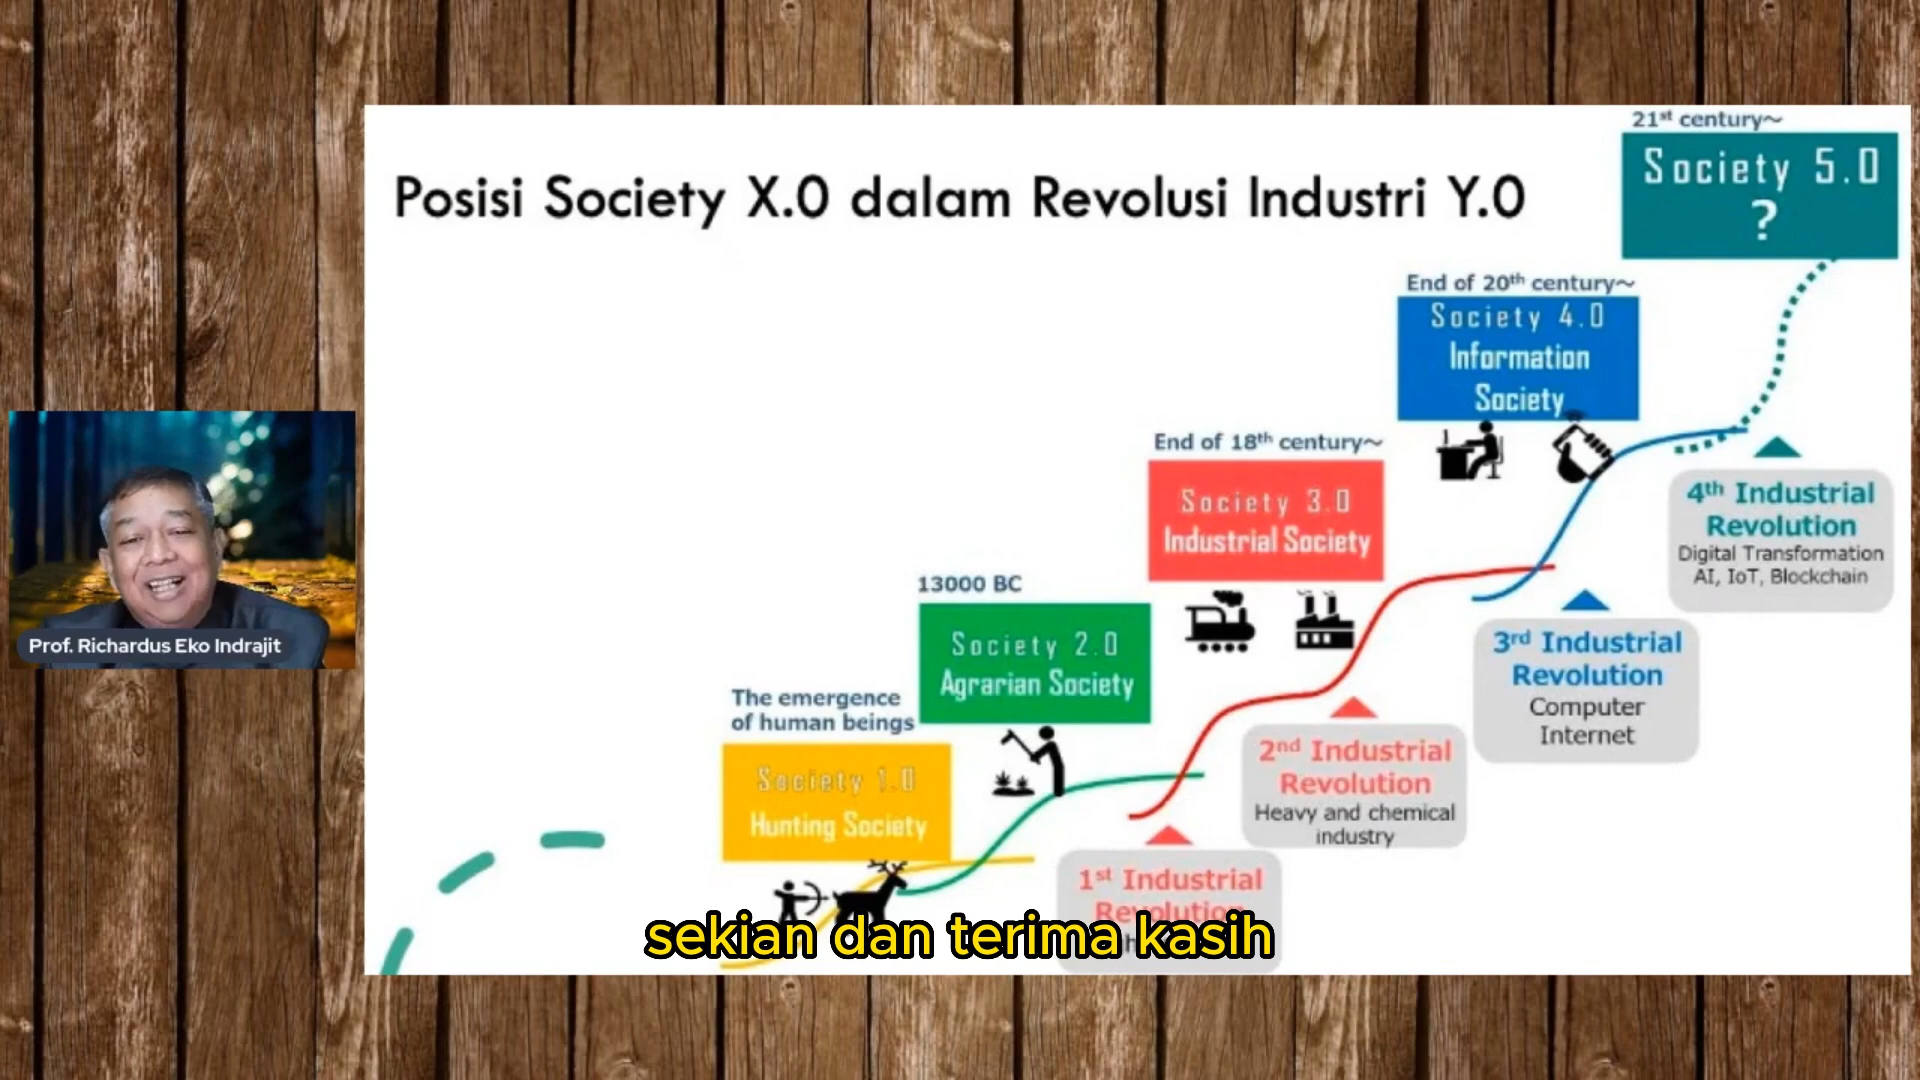 Posisi Society X.0 dalam Revolusi Industri Y.0
21st century~
Society 5.0
?
End of 20th century~
Society 4.0
Information
Society
End of 18th century~
Society 3.0
Industrial Society
13000 BC
Society 2.0
Agrarian Society
The emergence
of human beings
Society 1.0
Hunting Society
4th Industrial
Revolution
Digital Transformation
AI, IoT, Blockchain
3rd Industrial
Revolution
Computer
Internet
2nd Industrial
Revolution
Heavy and chemical
industry
1st Industrial
Revolution
Prof. Richardus Eko Indrajit
sekian dan terima kasih